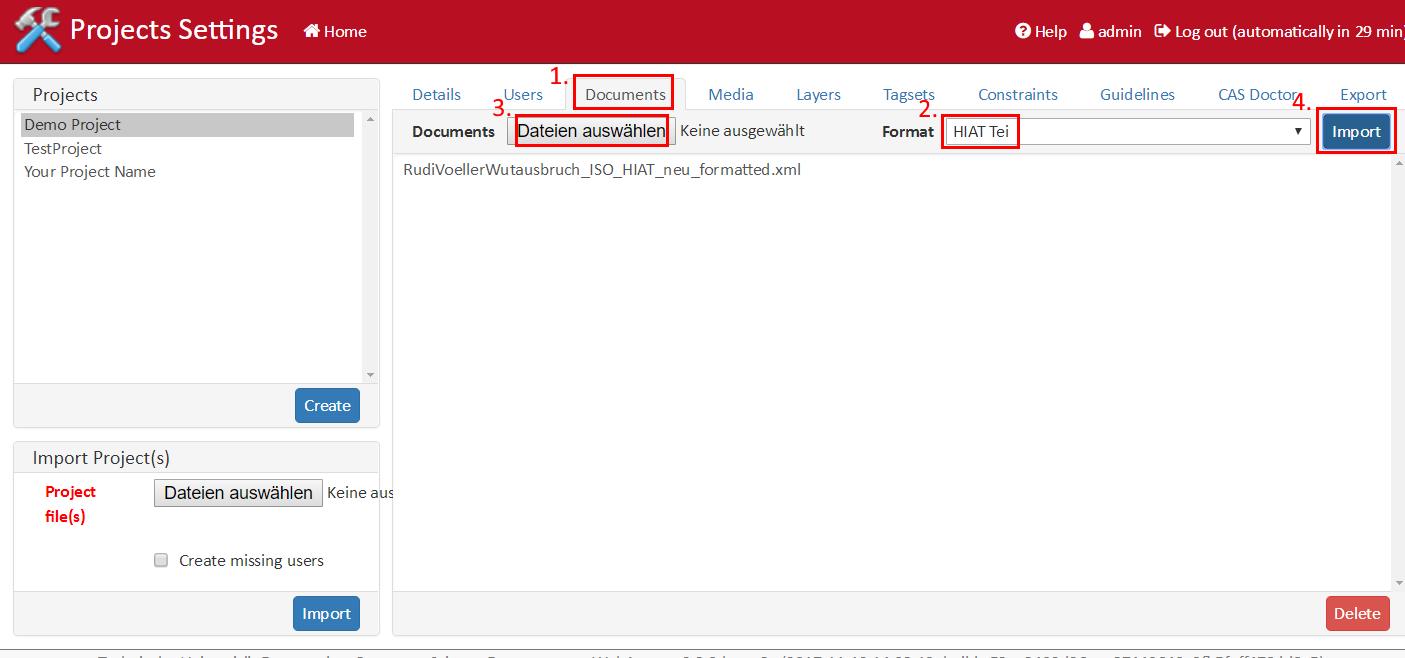 Projects Settings
Home
Help
admin
Log out (automatically in 29 min)
Projects
Demo Project
TestProject
Your Project Name
Create
Import Project(s)
Project file(s)
Dateien auswählen
Keine aus
Create missing users
Import
1.
Details
Users
Documents
Media
Layers
Tagsets
Constraints
Guidelines
CAS Doctor
Export
3.
2.
4.
Documents
Dateien auswählen
Keine ausgewählt
Format
HIAT Tei
Import
RudiVoellerWutausbruch_ISO_HIAT_neu_formatted.xml
Delete